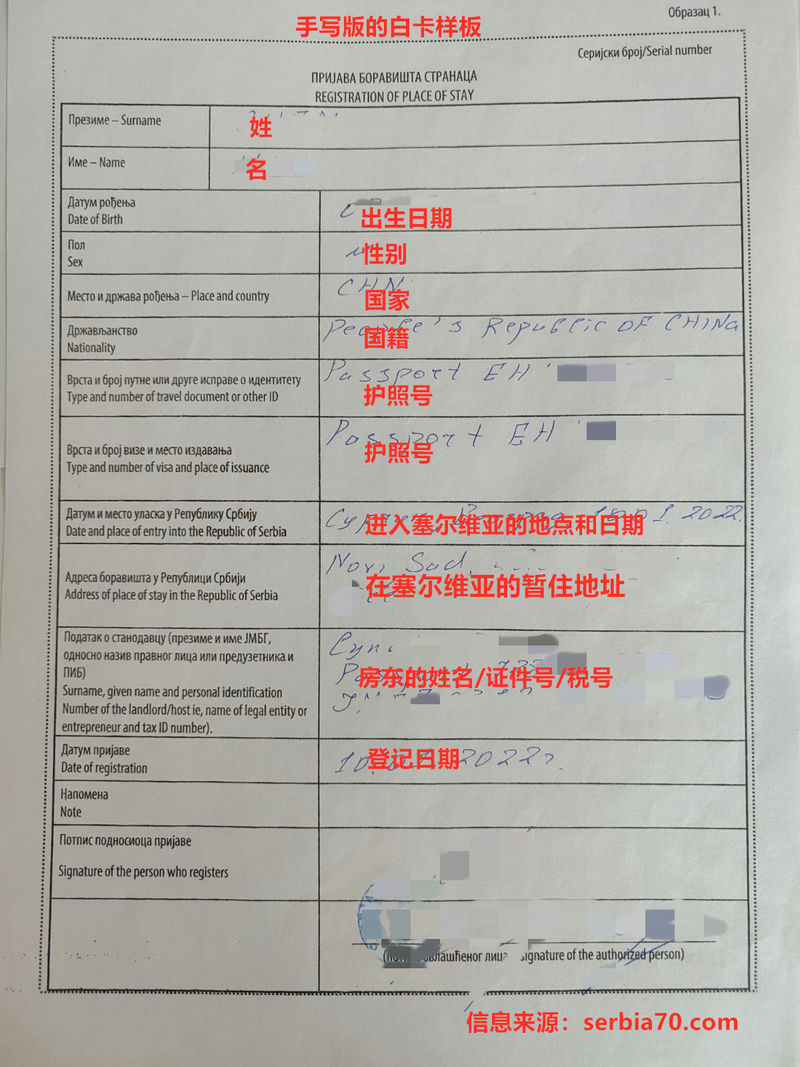 Образац 1.
手写版的白卡样板
Серијски број/Serial number
ПРИЈАВА БОРАВИШТА СТРАНАЦА
REGISTRATION OF PLACE OF STAY
Презиме – Surname
姓
Име – Name
名
Датум рођења
Date of Birth
出生日期
Пол
Sex
性别
Место и држава рођења – Place and country
CHN
国家
Држављанство
Nationality
People's Republic OF CHINa
国籍
Врста и број путне или друге исправе о идентитету
Type and number of travel document or other ID
Passport EH
护照号
Врста и број визе и место издавања
Type and number of visa and place of issuance
Passport EH
护照号
Датум и место уласка у Републику Србију
Date and place of entry into the Republic of Serbia
2022.
进入塞尔维亚的地点和日期
Адреса боравишта у Републици Србији
Address of place of stay in the Republic of Serbia
Novi Sad,
在塞尔维亚的暂住地址
Податак о станодавцу (презиме и име ЈМБГ,
односно назив правног лица или предузетника и
ПИБ)
Surname, given name and personal identification
Number of the landlord/host ie, name of legal entity or
entrepreneur and tax ID number).
房东的姓名/证件号/税号
Датум пријаве
Date of registration
10. 2022г.
登记日期
Напомена
Note
Потпис подносиоца пријаве
Signature of the person who registers
овлашћеног лица signature of the authorized person)
信息来源：serbia70.com